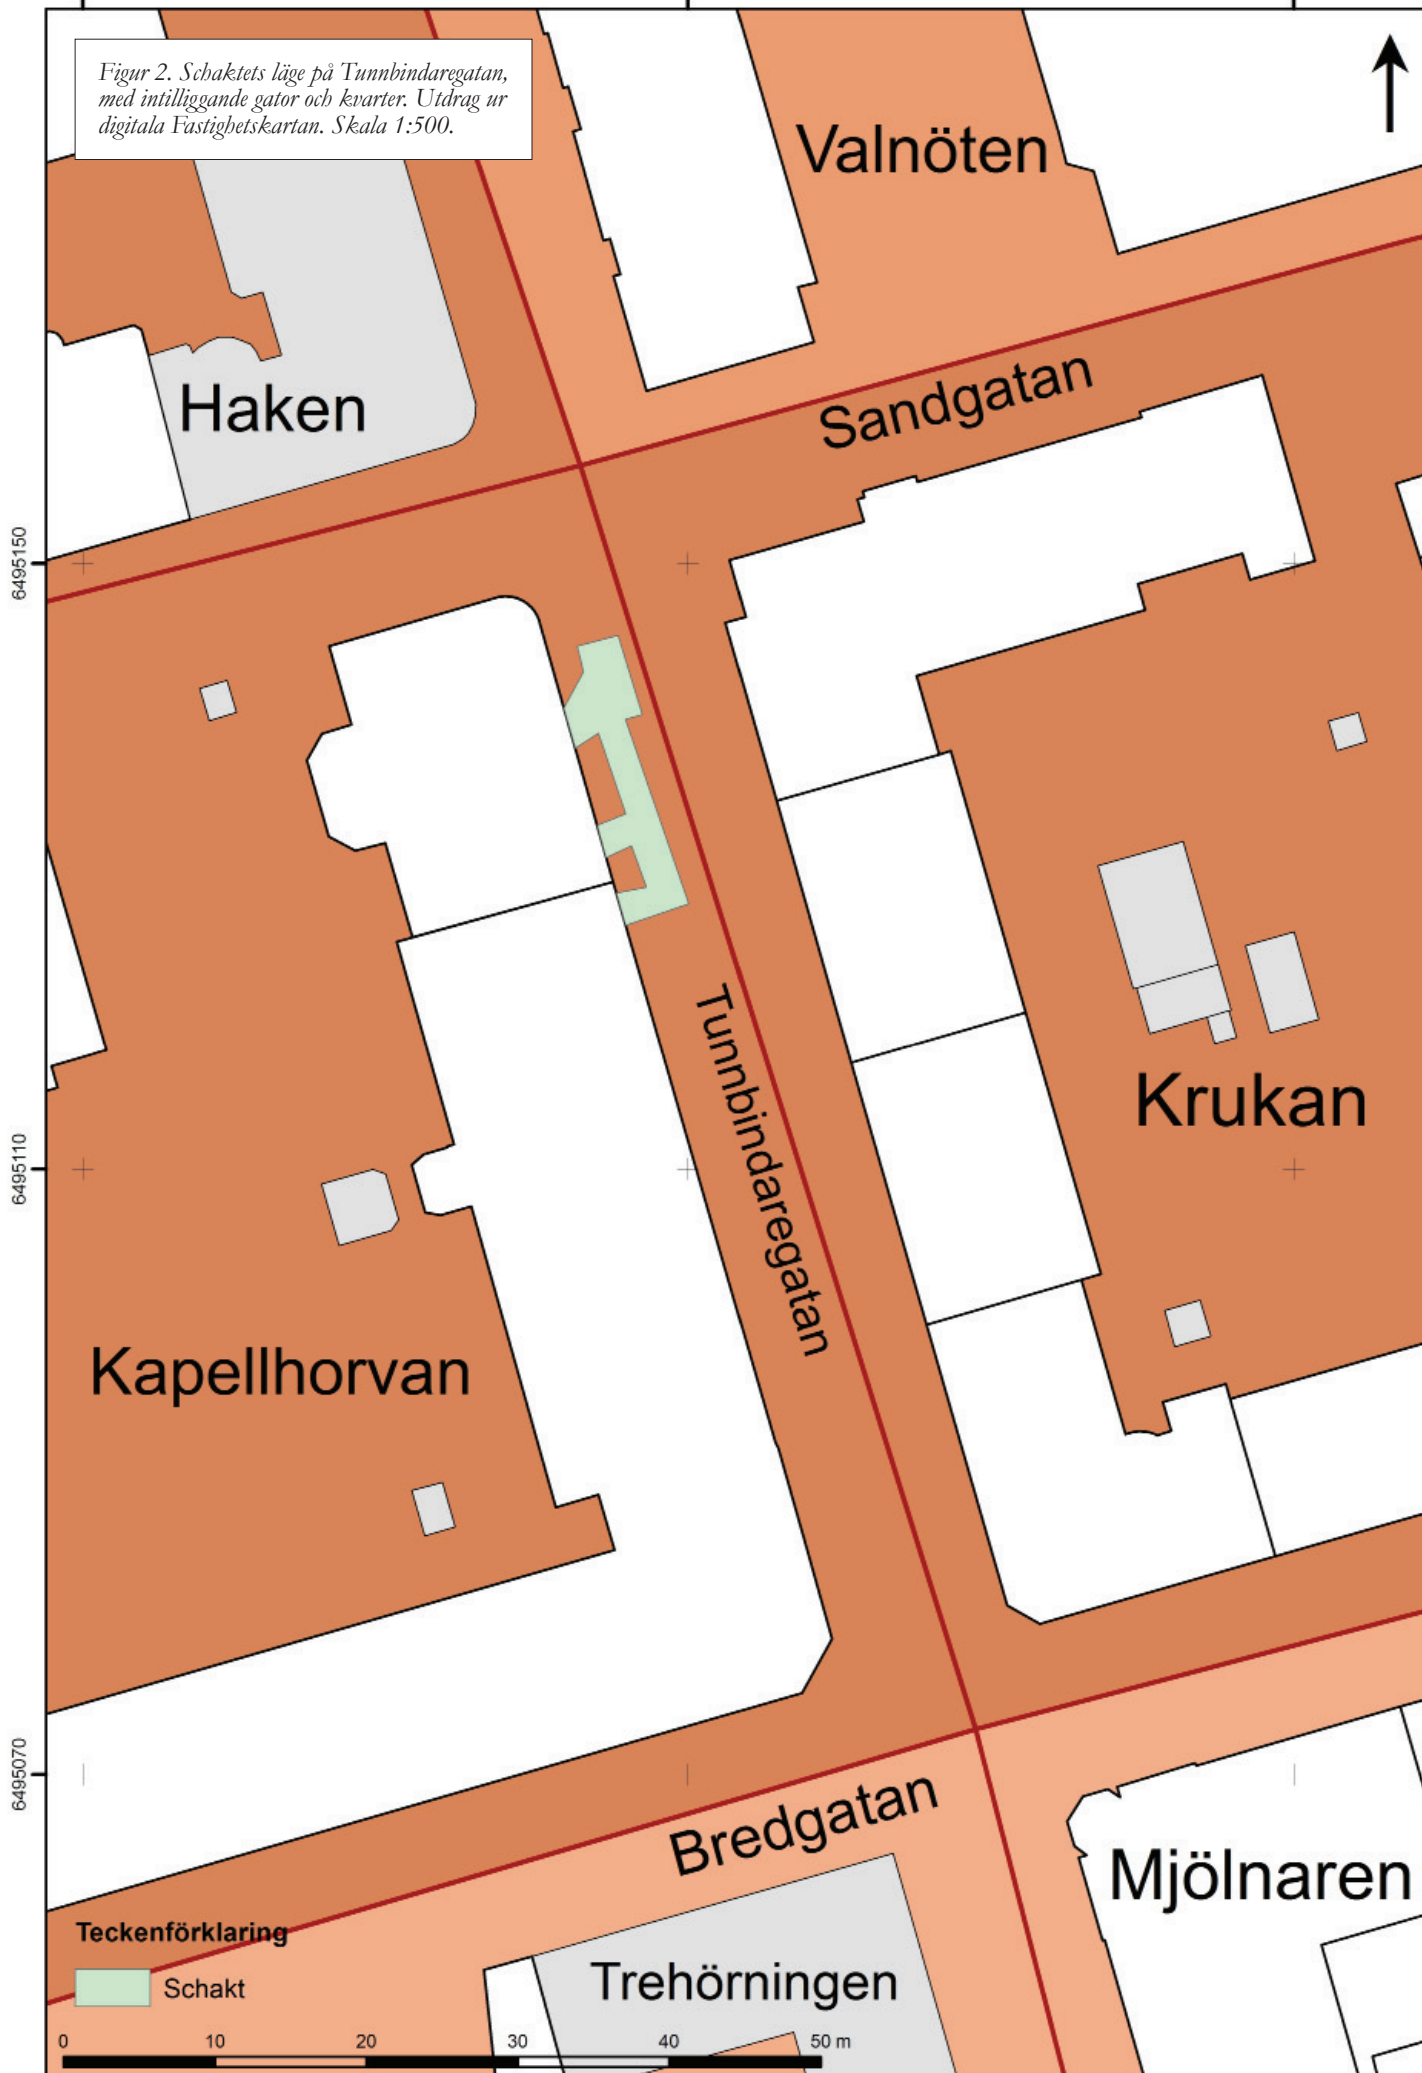 Figur 2. Schaktets läge på Tunnbindaregatan,
med intilliggande gator och kvarter. Utdrag ur
digitala Fastighetskartan. Skala 1:500.
Valnöten
Haken
Sandgatan
6495150
Tunnbindaregatan
Krukan
6495110
Kapellhorvan
6495070
Bredgatan
Mjölnaren
Teckenförklaring
Schakt
Trehörningen
0 10 20 30 40 50 m